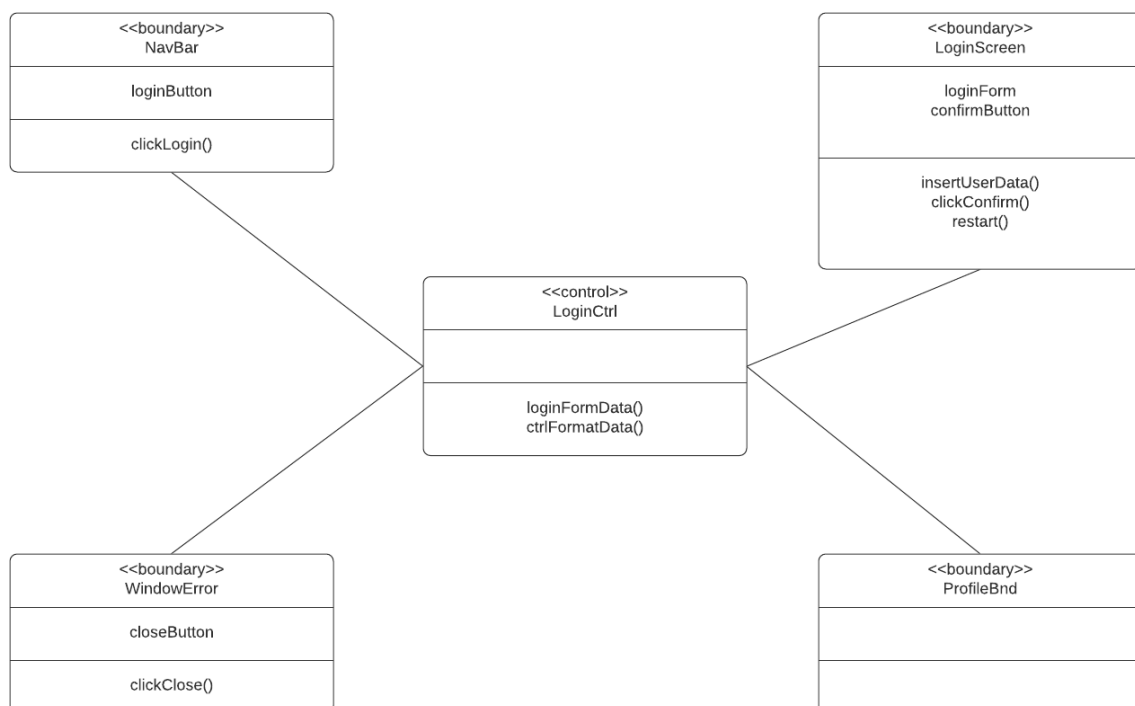 <<boundary>>
NavBar
loginButton
clickLogin()
<<boundary>>
LoginScreen
loginForm
confirmButton
insertUserData()
clickConfirm()
restart()
<<control>>
LoginCtrl
loginFormData()
ctrlFormatData()
<<boundary>>
WindowError
closeButton
clickClose()
<<boundary>>
ProfileBnd